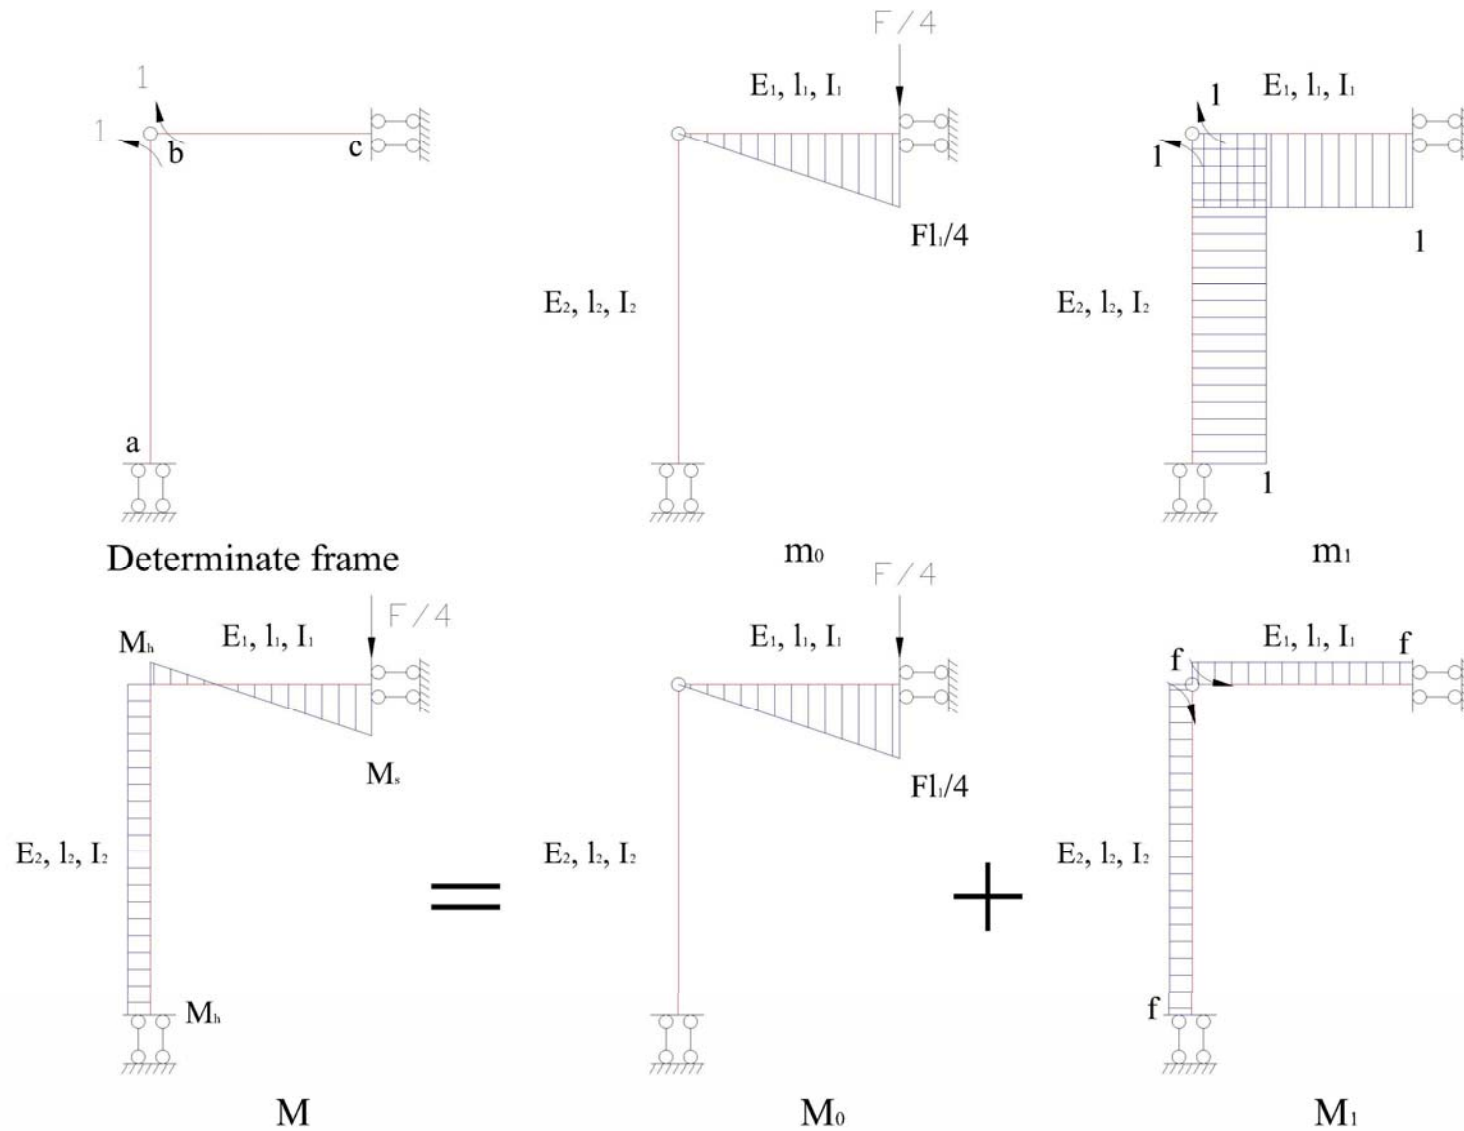 F/4
1
E₁, l₁, I₁
E₁, l₁, I₁
1
1
1
b
c
Fl₁/4
1
E₂, l₂, I₂
E₂, l₂, I₂
a
1
Determinate frame
m₀
m₁
F/4
F/4
Mₕ
E₁, l₁, I₁
E₁, l₁, I₁
f
E₁, l₁, I₁
f
Mₛ
Fl₁/4
E₂, l₂, I₂
E₂, l₂, I₂
E₂, l₂, I₂
=
+
Mₕ
f
M
M₀
M₁